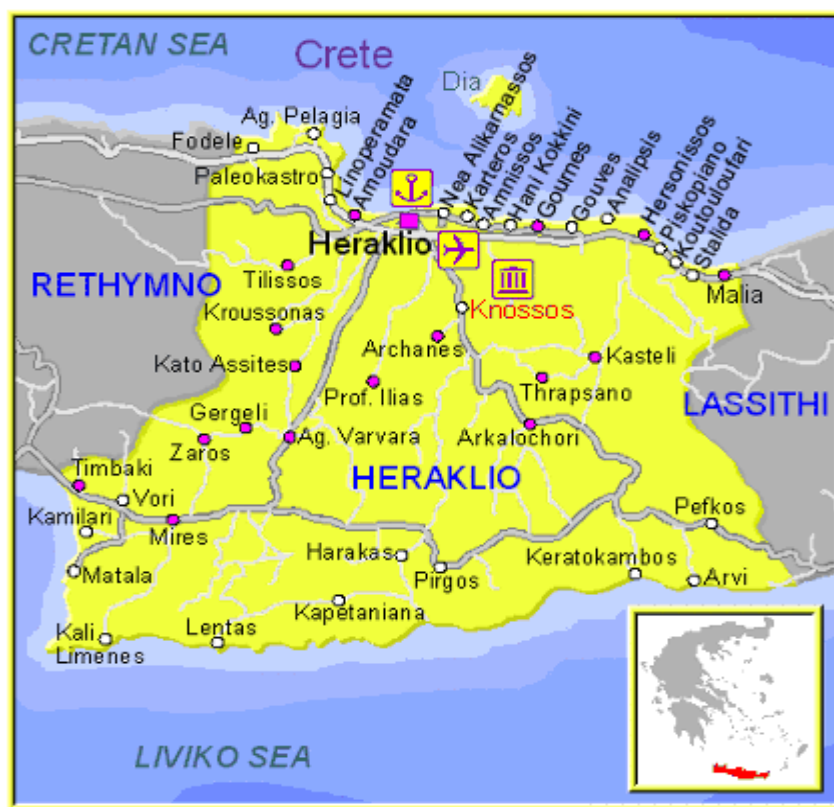 CRETAN SEA
Crete
Dia
Ag. Pelagia
Fodele
Paleokastro
Linoperamata
Amoudara
Nea Alikarnassos
Karteros
Amnissos
Hani Kokkini
Gournes
Gouves
Analipsis
Hersonissos
Piskopiano
Koutouloufari
Stalida
Malia
Heraklio
RETHYMNO
Tilissos
Kroussonas
Knossos
Archanes
Kato Assites
Kasteli
Prof. Ilias
Thrapsano
LASSITHI
Gergeli
Zaros
Ag. Varvara
Arkalochori
HERAKLIO
Timbaki
Vori
Kamilari
Mires
Pefkos
Harakas
Pirgos
Keratokambos
Matala
Arvi
Kapetaniana
Lentas
Kali
Limenes
LIVIKO SEA